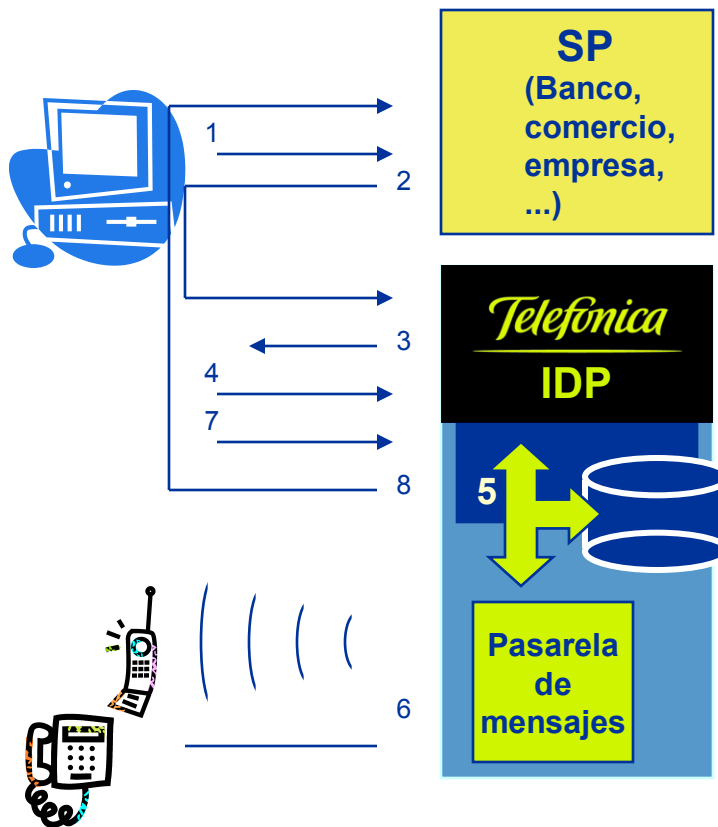 SP
(Banco,
comercio,
empresa,
...)
1
2
Telefónica
IDP
3
4
7
8
5
Pasarela
de
mensajes
6